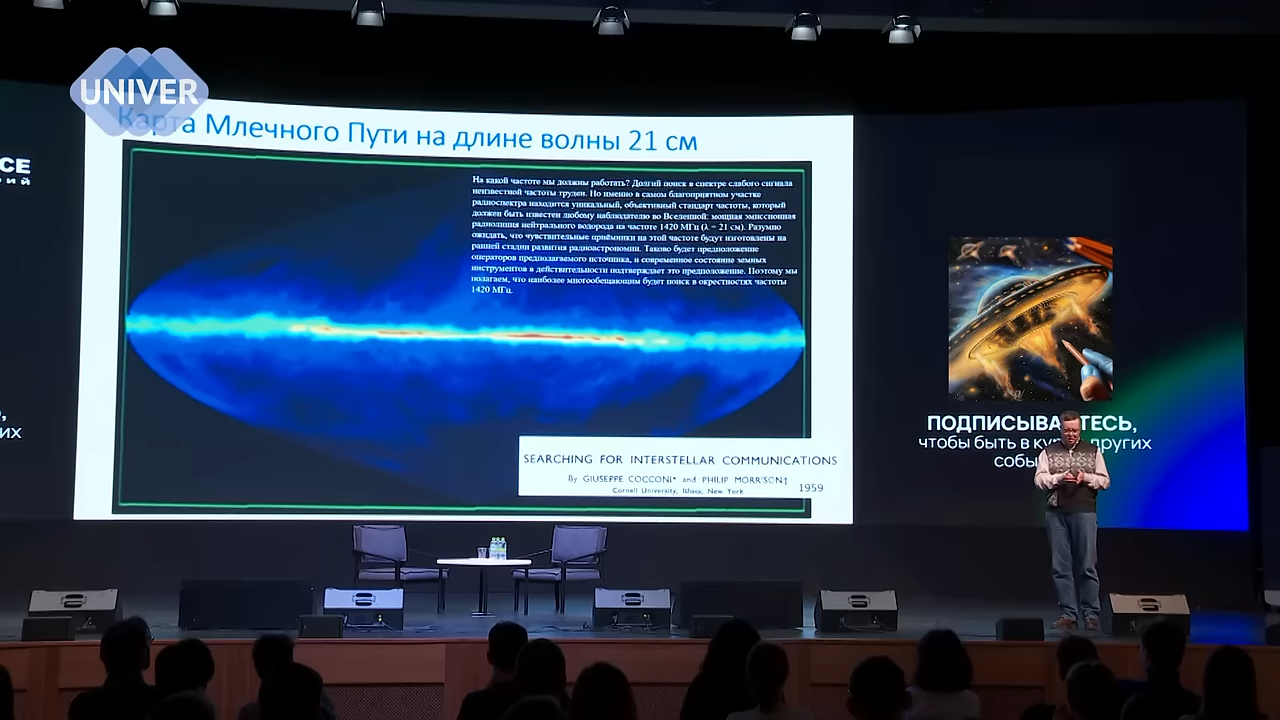 UNIVER
Карта Млечного Пути на длине волны 21 см
На какой частоте мы должны работать? Долгий поиск в спектре слабого сигнала
неизвестной частоты труден. Но именно в самом благоприятном участке
радиоспектра находится уникальный, объективный стандарт частоты, который
должен быть известен любому наблюдателю во Вселенной: мощная эмиссионная
радиолиния нейтрального водорода на частоте 1420 МГц (λ = 21 см). Разумно
ожидать, что чувствительные приёмники на этой частоте будут изготовлены на
ранней стадии развития радиоастрономии. Таково будет предположение
операторов предполагаемого источника, и современное состояние земных
инструментов в действительности подтверждает это предположение. Поэтому мы
полагаем, что наиболее многообещающим будет поиск в окрестностях частоты
1420 МГц.
SEARCHING FOR INTERSTELLAR COMMUNICATIONS
By GIUSEPPE COCCONI* and PHILIP MORRISON‡
Cornell University, Ithaca, New York
1959
CE
ий
их
ПОДПИСЫВА ТЕСЬ,
чтобы быть в кур других
собы